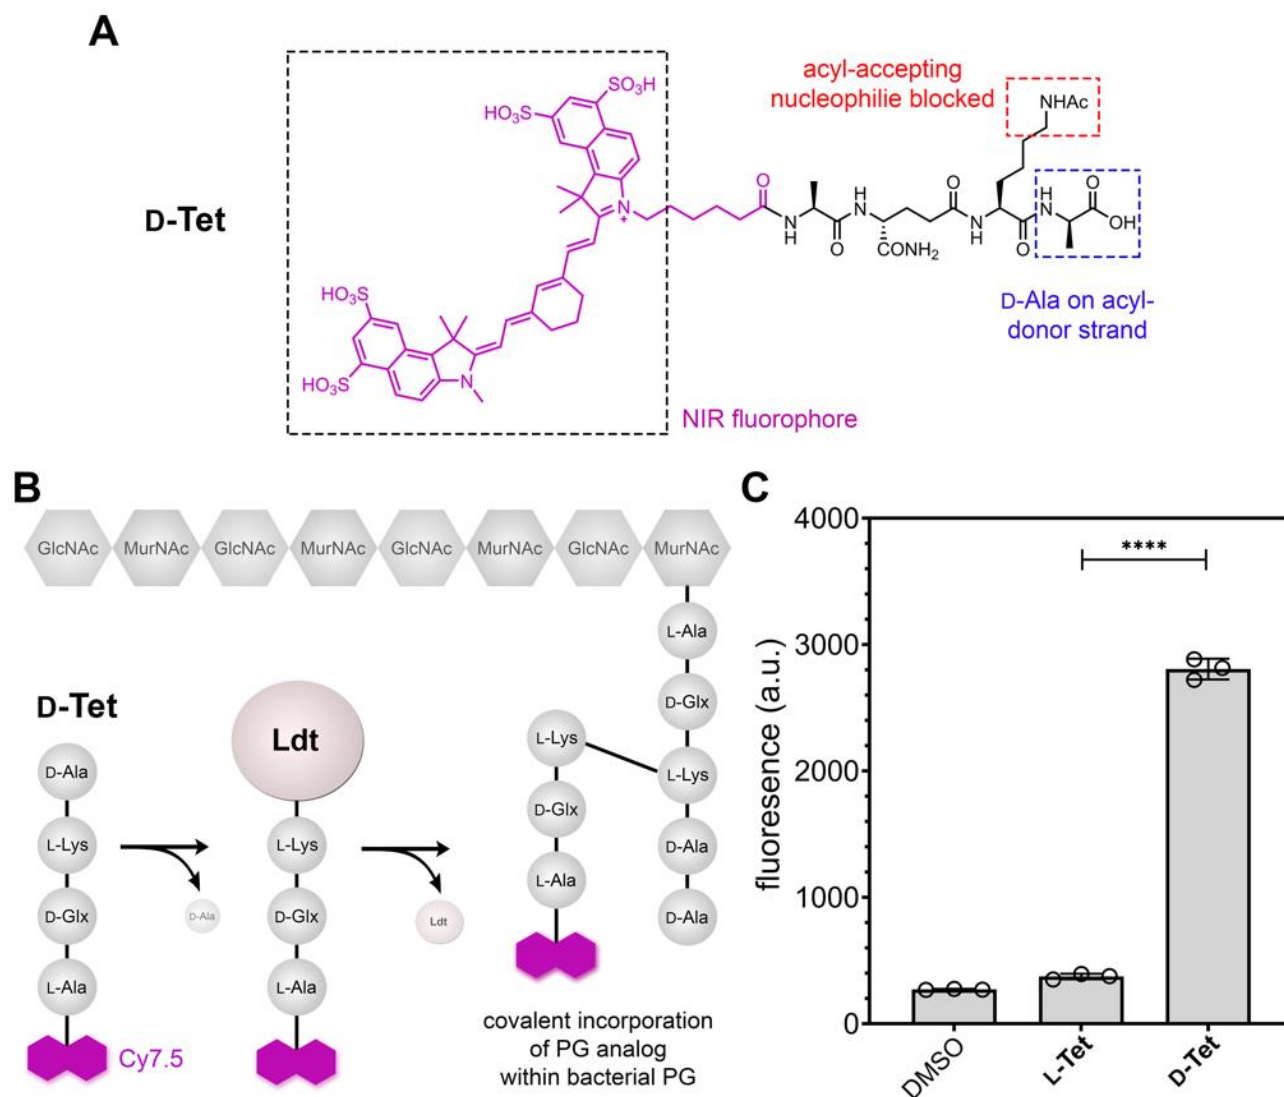 A
D-Tet
SO₃H
HO₃S
HO₃S
HO₃S
N
+
N
O
N
H
O
H
N
CONH₂
O
N
H
O
H
N
O
OH
NHAc
acyl-accepting
nucleophilie blocked
D-Ala on acyl-
donor strand
NIR fluorophore
B
GlcNAc MurNAc GlcNAc MurNAc GlcNAc MurNAc GlcNAc MurNAc
L-Ala
D-Glx
L-Lys
D-Ala
D-Ala
D-Tet
D-Ala
L-Lys
D-Glx
L-Ala
Cy7.5
D-Ala
Ldt
L-Lys
D-Glx
L-Ala
Ldt
L-Lys
D-Glx
L-Ala
covalent incorporation
of PG analog
within bacterial PG
C
fluoresence (a.u.)
4000
3000
2000
1000
0
****
DMSO
L-Tet
D-Tet